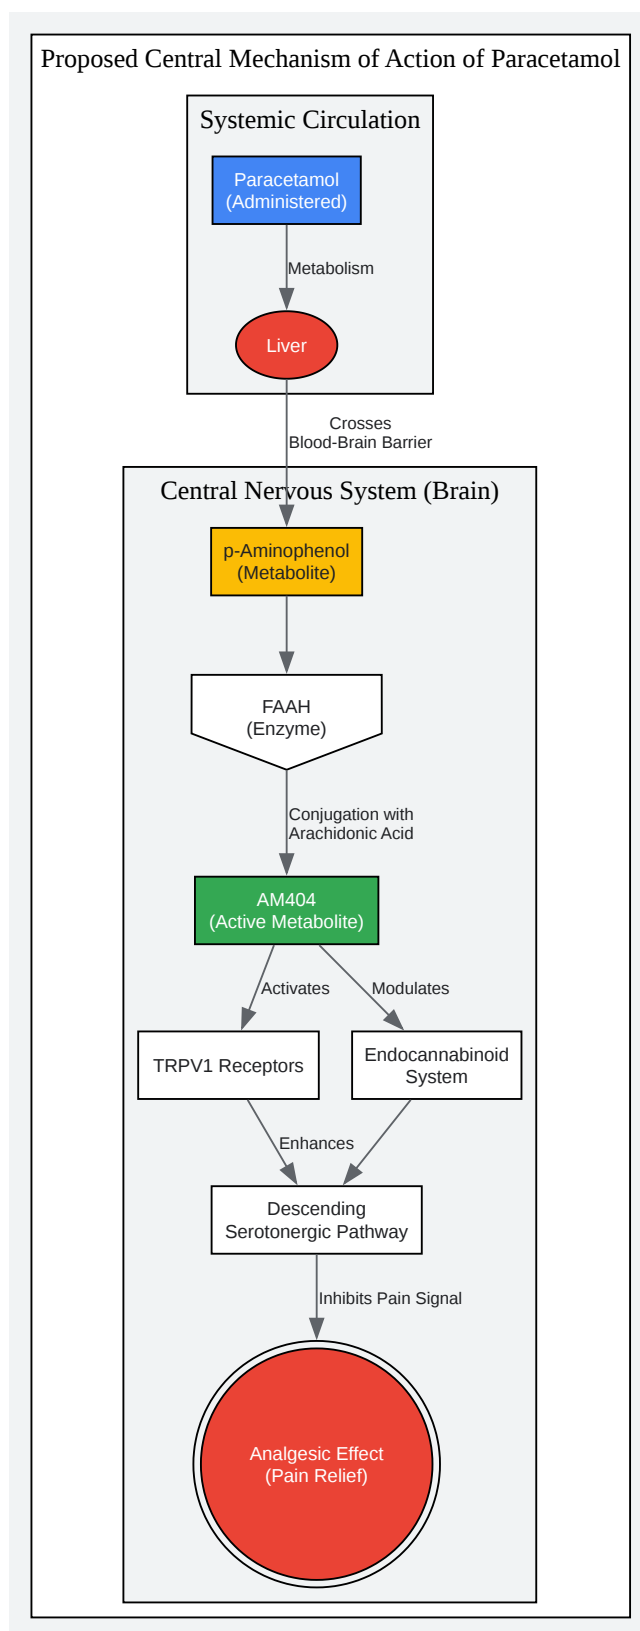 Proposed Central Mechanism of Action of Paracetamol
Systemic Circulation
Paracetamol
(Administered)
Metabolism
Liver
Crosses
Blood-Brain Barrier
Central Nervous System (Brain)
p-Aminophenol
(Metabolite)
FAAH
(Enzyme)
Conjugation with
Arachidonic Acid
AM404
(Active Metabolite)
Activates
Modulates
TRPV1 Receptors
Endocannabinoid
System
Enhances
Descending
Serotonergic Pathway
Inhibits Pain Signal
Analgesic Effect
(Pain Relief)